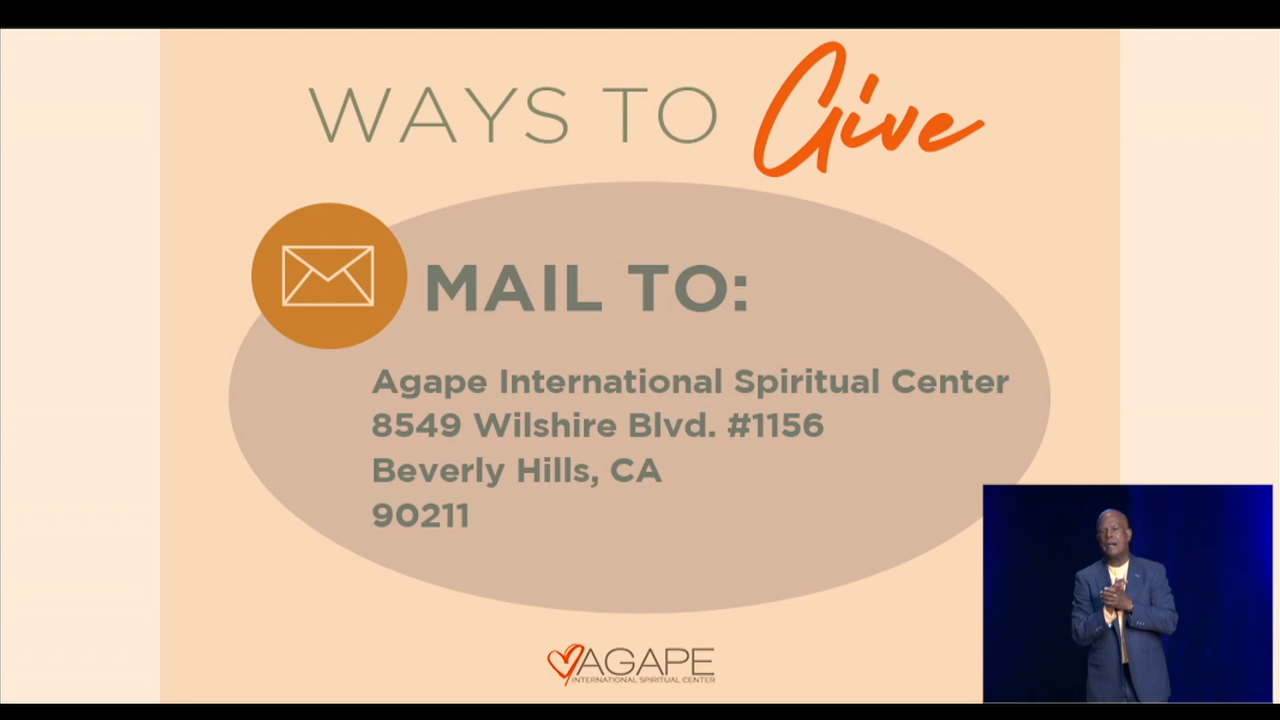 WAYS TO Give
MAIL TO:
Agape International Spiritual Center
8549 Wilshire Blvd. #1156
Beverly Hills, CA
90211
AGAPE
INTERNATIONAL SPIRITUAL CENTER